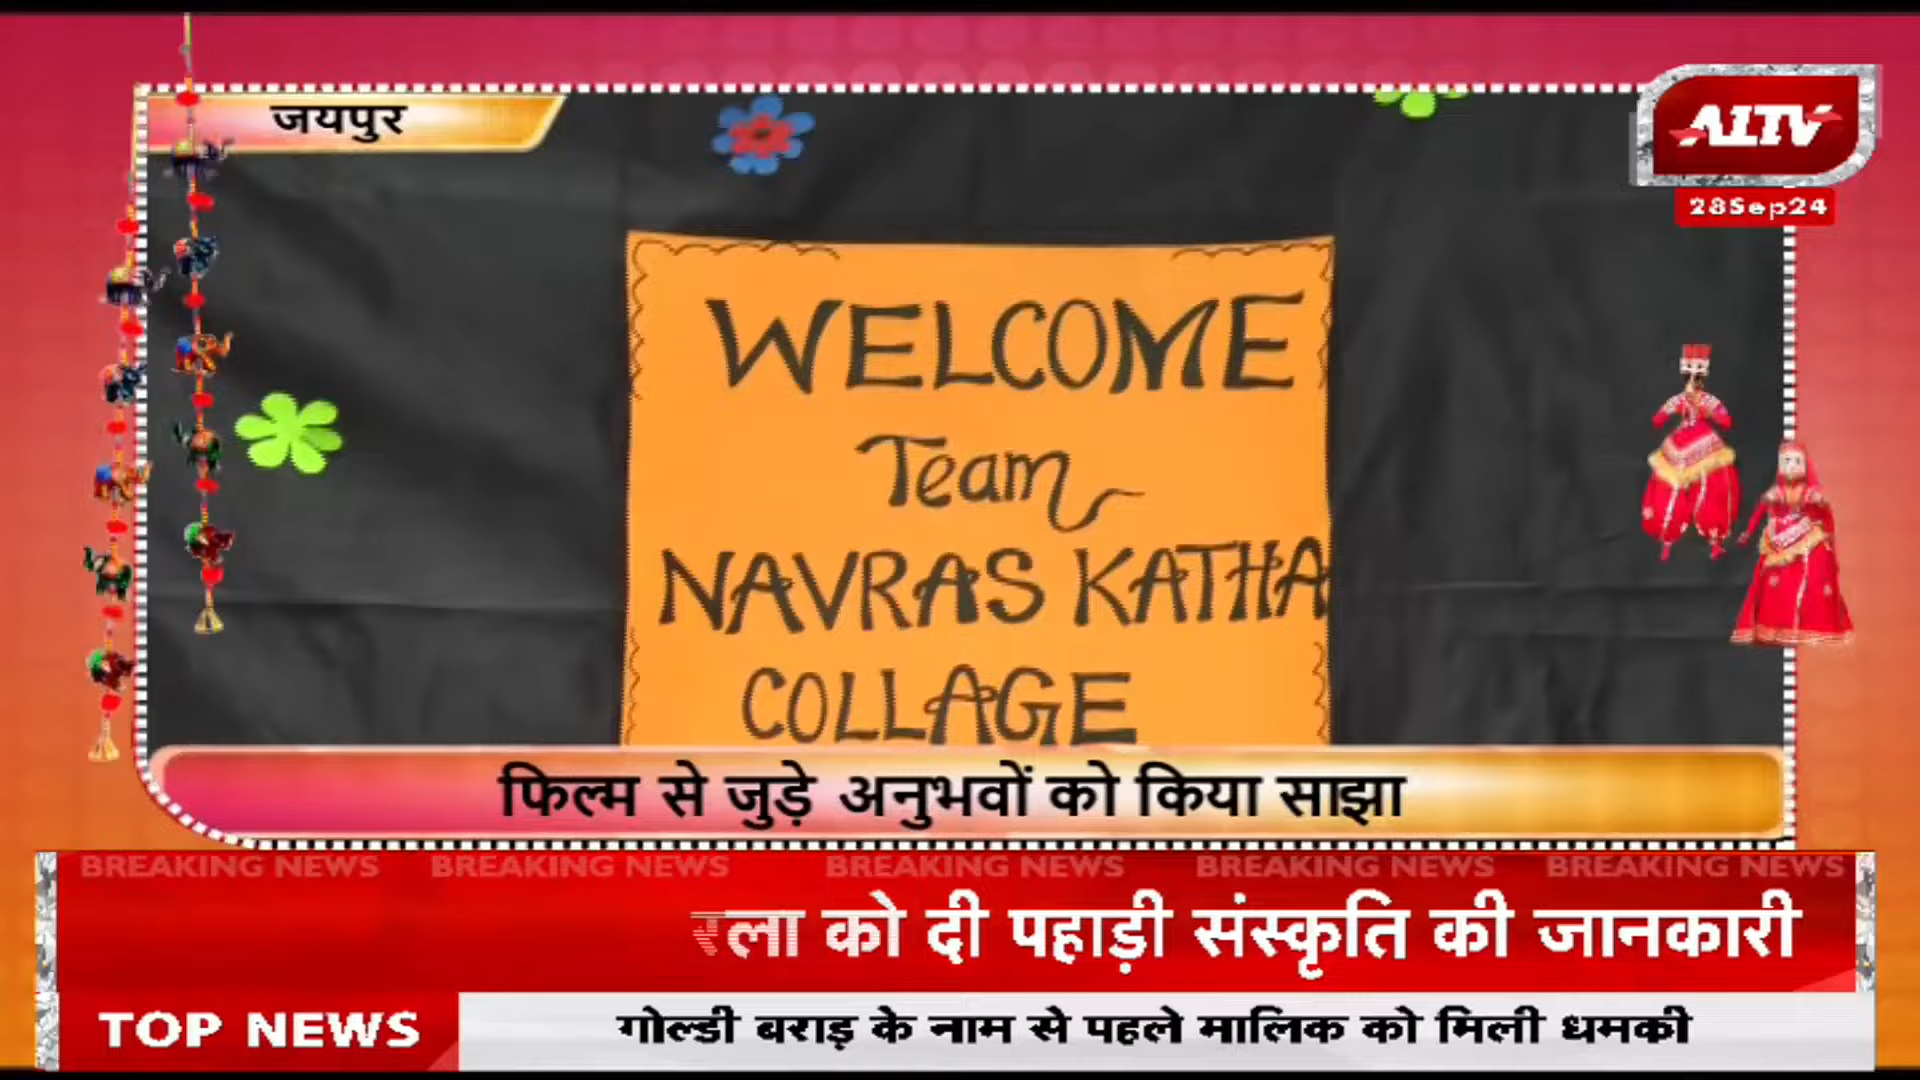 जयपुर
ALTV
28Sep24
WELCOME
Team
NAVRAS KATHA
COLLAGE
फिल्म से जुड़े अनुभवों को किया साझा
BREAKING NEWS BREAKING NEWS BREAKING NEWS BREAKING NEWS BREAKING NEWS
को दी पहाड़ी संस्कृति की जानकारी
TOP NEWS
गोल्डी बराड़ के नाम से पहले मालिक को मिली धमकी